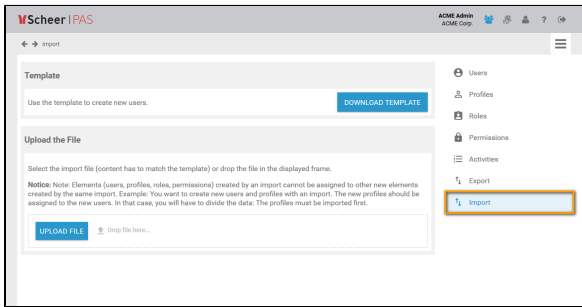 Scheer PAS
ACME Admin
ACME Corp.
?
Import
Template
Use the template to create new users.
DOWNLOAD TEMPLATE
Upload the File
Select the import file (content has to match the template) or drop the file in the displayed frame.
Notice: Note: Elements (users, profiles, roles, permissions) created by an import cannot be assigned to other new elements
created by the same import. Example: You want to create new users and profiles with an import. The new profiles should be
assigned to the new users. In that case, you will have to divide the data: The profiles must be imported first.
UPLOAD FILE
Drop file here...
Users
Profiles
Roles
Permissions
Activities
Export
Import